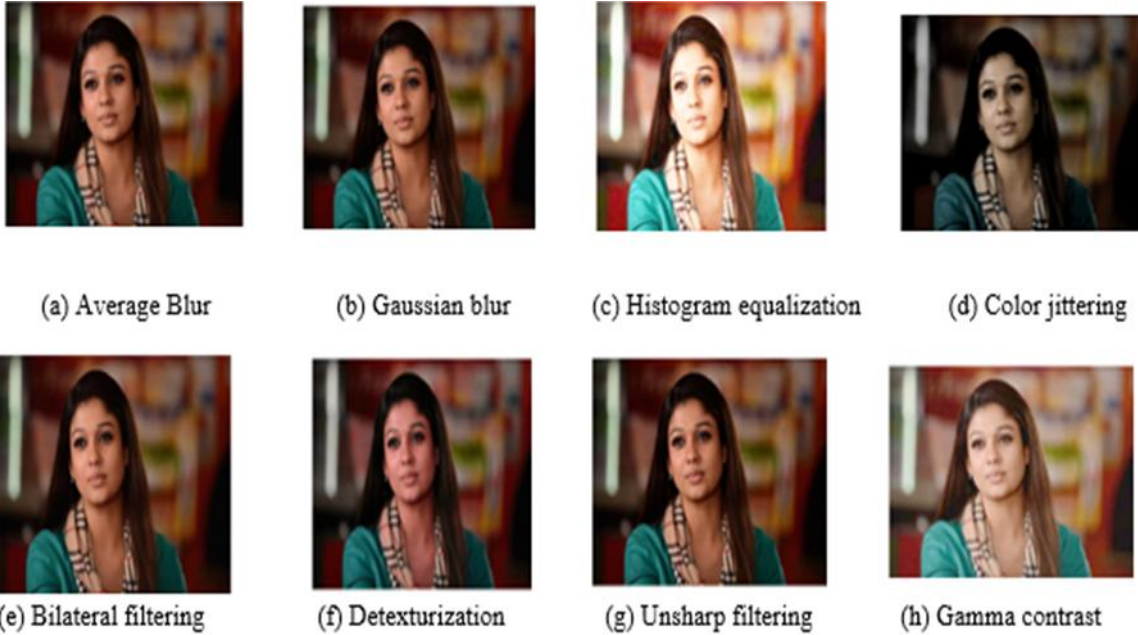 (a) Average Blur
(b) Gaussian blur
(c) Histogram equalization
(d) Color jittering
(e) Bilateral filtering
(f) Detexturization
(g) Unsharp filtering
(h) Gamma contrast